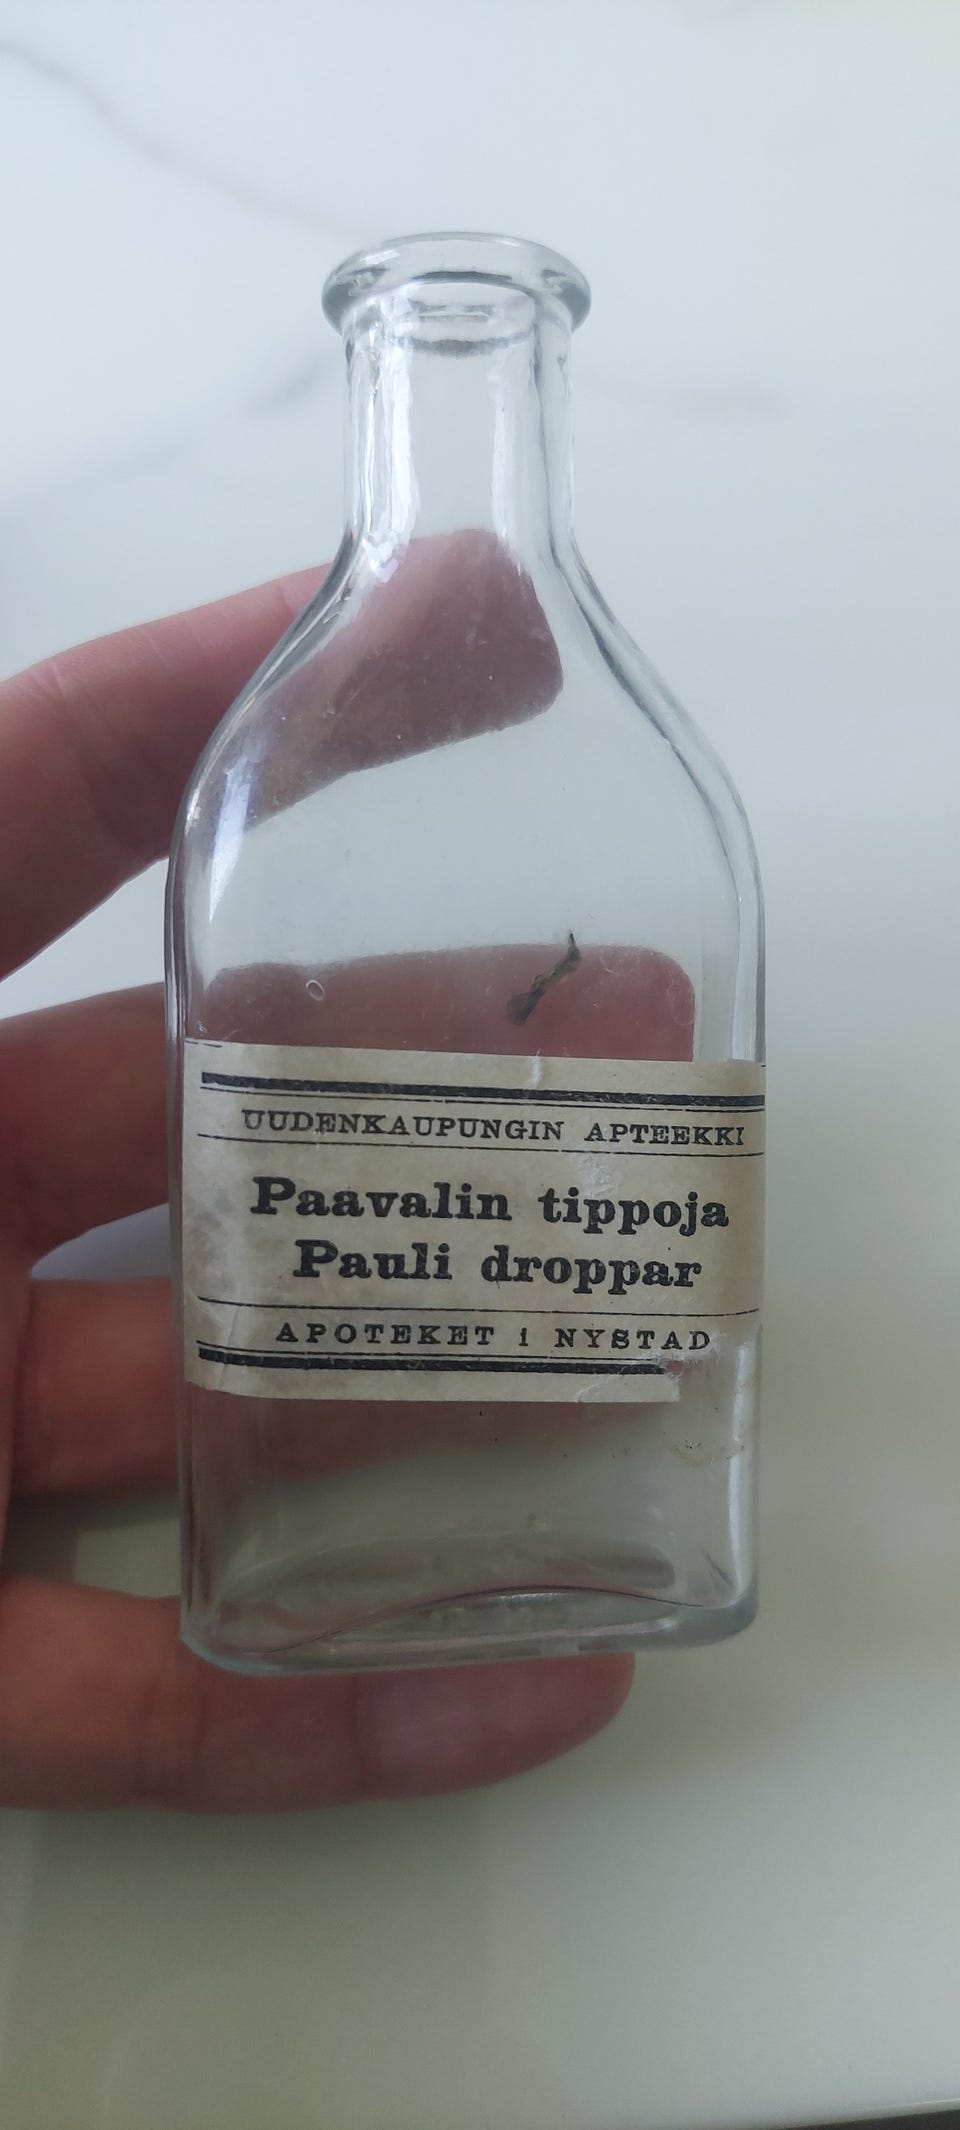 UUDENKAUPUNGIN APTEEKKI
Paavalin tippoja
Pauli droppar
APOTEKET i NYSTAD